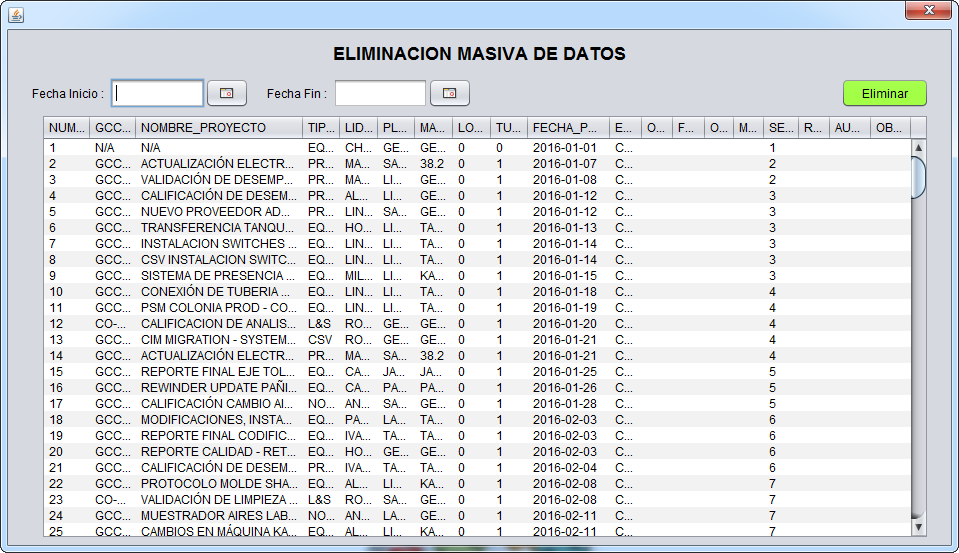 ELIMINACION MASIVA DE DATOS
Fecha Inicio : Fecha Fin : Eliminar
NUM... GCC... NOMBRE_PROYECTO TIP... LID... PL... MA... LO... TU... FECHA_P... E... O... F... O... M... SE... R... AU... OB...
1 N/A N/A EQ... CH... GE... GE... 0 0 2016-01-01 C... 1
2 GCC... ACTUALIZACIÓN ELECTR... PR... MA... SA... 38.2 0 1 2016-01-07 C... 2
3 GCC... VALIDACIÓN DE DESEMP... PR... MA... LI... GE... 0 1 2016-01-08 C... 2
4 GCC... CALIFICACIÓN DE DESEM... PR... AL... LI... GE... 0 1 2016-01-12 C... 3
5 GCC... NUEVO PROVEEDOR AD... PR... LIN... SA... GE... 0 1 2016-01-12 C... 3
6 GCC... TRANSFERENCIA TANQU... EQ... HO... LI... TA... 0 1 2016-01-13 C... 3
7 GCC... INSTALACION SWITCHES ... EQ... LIN... LI... TA... 0 1 2016-01-14 C... 3
8 GCC... CSV INSTALACION SWITC... EQ... LIN... LI... TA... 0 1 2016-01-14 C... 3
9 GCC... SISTEMA DE PRESENCIA ... EQ... MIL... LI... KA... 0 1 2016-01-15 C... 3
10 GCC... CONEXIÓN DE TUBERIA ... EQ... LIN... LI... TA... 0 1 2016-01-18 C... 4
11 GCC... PSM COLONIA PROD - CO... EQ... LIN... LI... TA... 0 1 2016-01-19 C... 4
12 CO-... CALIFICACION DE ANALIS... L&S RO... GE... GE... 0 1 2016-01-20 C... 4
13 GCC... CIM MIGRATION - SYSTEM... CSV RO... GE... GE... 0 1 2016-01-21 C... 4
14 GCC... ACTUALIZACIÓN ELECTR... PR... MA... SA... 38.2 0 1 2016-01-21 C... 4
15 GCC... REPORTE FINAL EJE TOL... EQ... CA... JA... JA... 0 1 2016-01-25 C... 5
16 GCC... REWINDER UPDATE PAÑI... EQ... CA... PA... PA... 0 1 2016-01-26 C... 5
17 GCC... CALIFICACIÓN CAMBIO AI... NO... AN... SA... GE... 0 1 2016-01-28 C... 5
18 GCC... MODIFICACIONES, INSTA... EQ... PA... LA... TA... 0 1 2016-02-03 C... 6
19 GCC... REPORTE FINAL CODIFIC... EQ... IVA... TA... TA... 0 1 2016-02-03 C... 6
20 GCC... REPORTE CALIDAD - RET... EQ... HO... GE... GE... 0 1 2016-02-03 C... 6
21 GCC... CALIFICACIÓN DE DESEM... PR... IVA... TA... TA... 0 1 2016-02-04 C... 6
22 GCC... PROTOCOLO MOLDE SHA... EQ... AL... LI... KA... 0 1 2016-02-08 C... 7
23 CO-... VALIDACIÓN DE LIMPIEZA ... L&S RO... SA... GE... 0 1 2016-02-08 C... 7
24 GCC... MUESTRADOR AIRES LAB... NO... AN... LA... GE... 0 1 2016-02-11 C... 7
25 GCC... CAMBIOS EN MÁQUINA KA... EQ... AL... LI... KA... 0 1 2016-02-11 C... 7